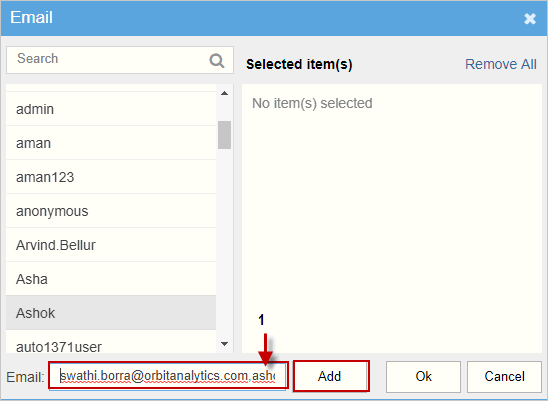 Email
Search
Selected item(s)
Remove All
admin
aman
aman123
anonymous
Arvind.Bellur
Asha
Ashok
auto1371user
No item(s) selected
1
Email:
swathi.borra@orbitanalytics.com,asho
Add
Ok
Cancel